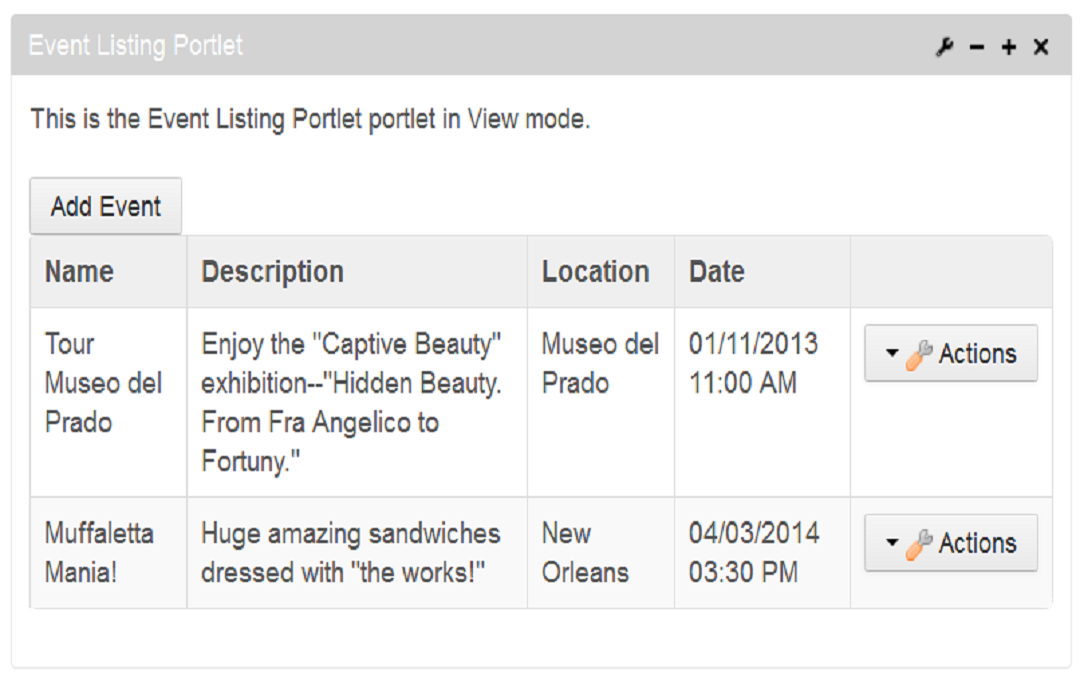 Event Listing Portlet
This is the Event Listing Portlet portlet in View mode.
Add Event
Name Description Location Date
Tour Enjoy the "Captive Beauty" Museo del 01/11/2013 Actions
Museo del exhibition--"Hidden Beauty. Prado 11:00 AM
Prado From Fra Angelico to
Fortuny."
Muffaletta Huge amazing sandwiches New 04/03/2014 Actions
Mania! dressed with "the works!" Orleans 03:30 PM